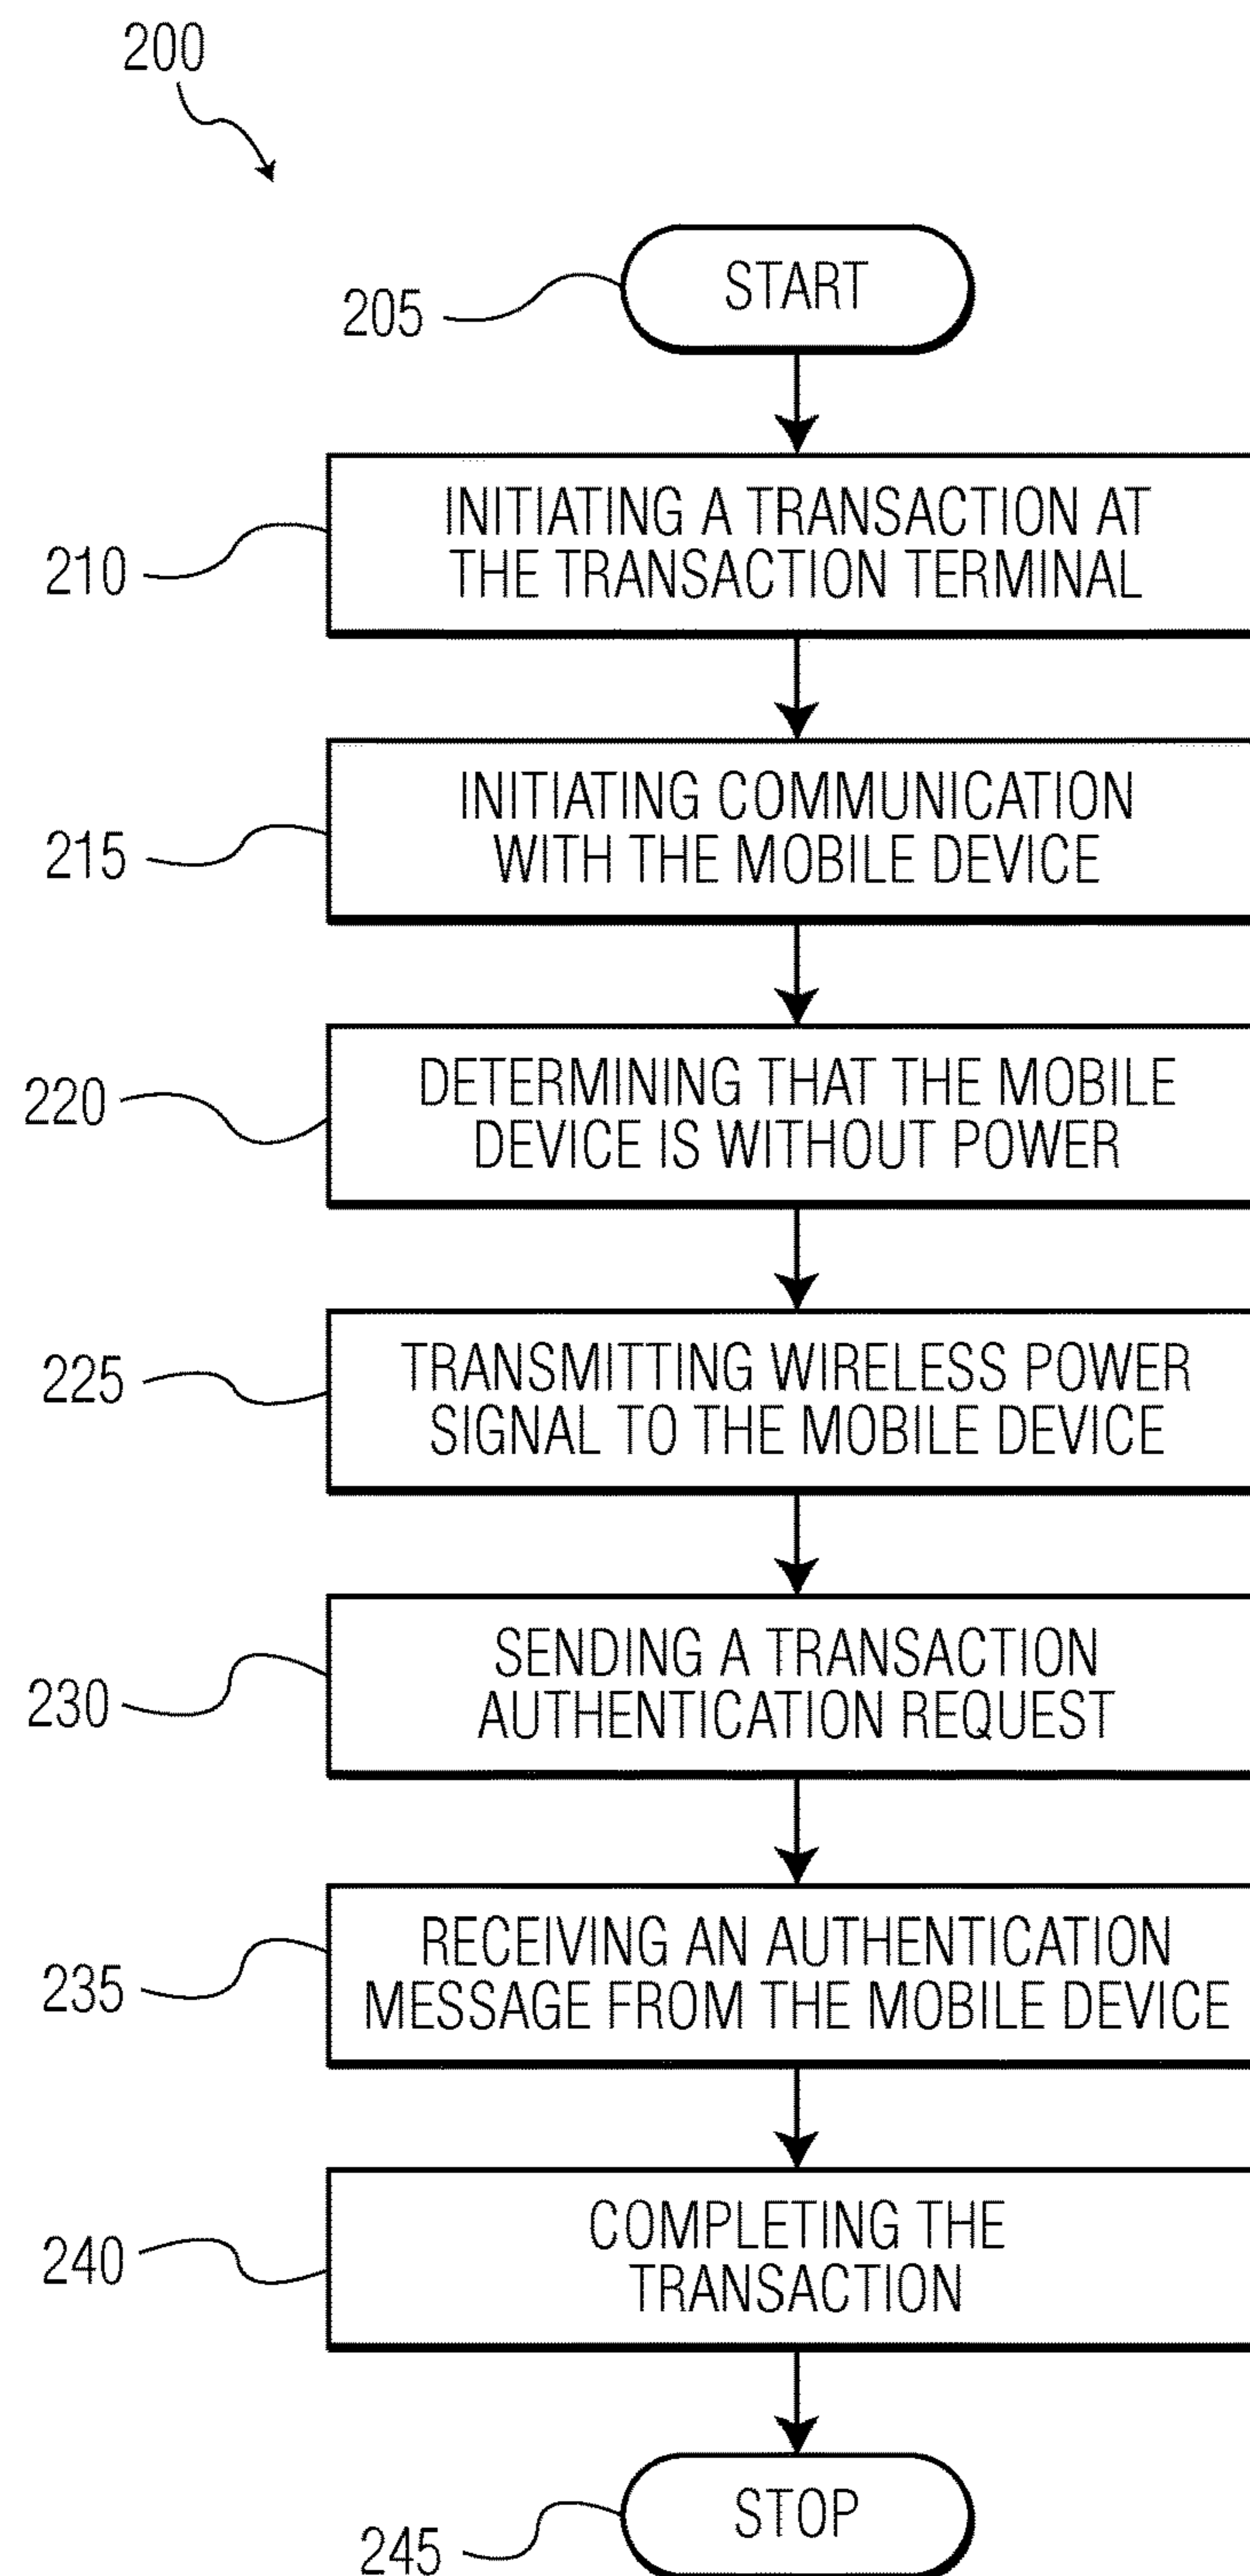 200
205
START
210
INITIATING A TRANSACTION AT
THE TRANSACTION TERMINAL
215
INITIATING COMMUNICATION
WITH THE MOBILE DEVICE
220
DETERMINING THAT THE MOBILE
DEVICE IS WITHOUT POWER
225
TRANSMITTING WIRELESS POWER
SIGNAL TO THE MOBILE DEVICE
230
SENDING A TRANSACTION
AUTHENTICATION REQUEST
235
RECEIVING AN AUTHENTICATION
MESSAGE FROM THE MOBILE DEVICE
240
COMPLETING THE
TRANSACTION
245
STOP